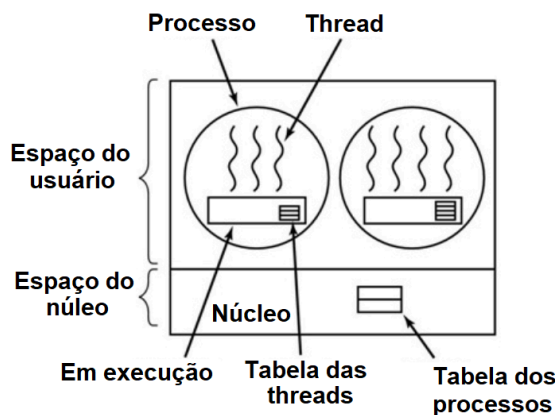 Processo
Thread
Espaço do
usuário
Espaço do
núleo
Núcleo
Em execução
Tabela das
threads
Tabela dos
processos